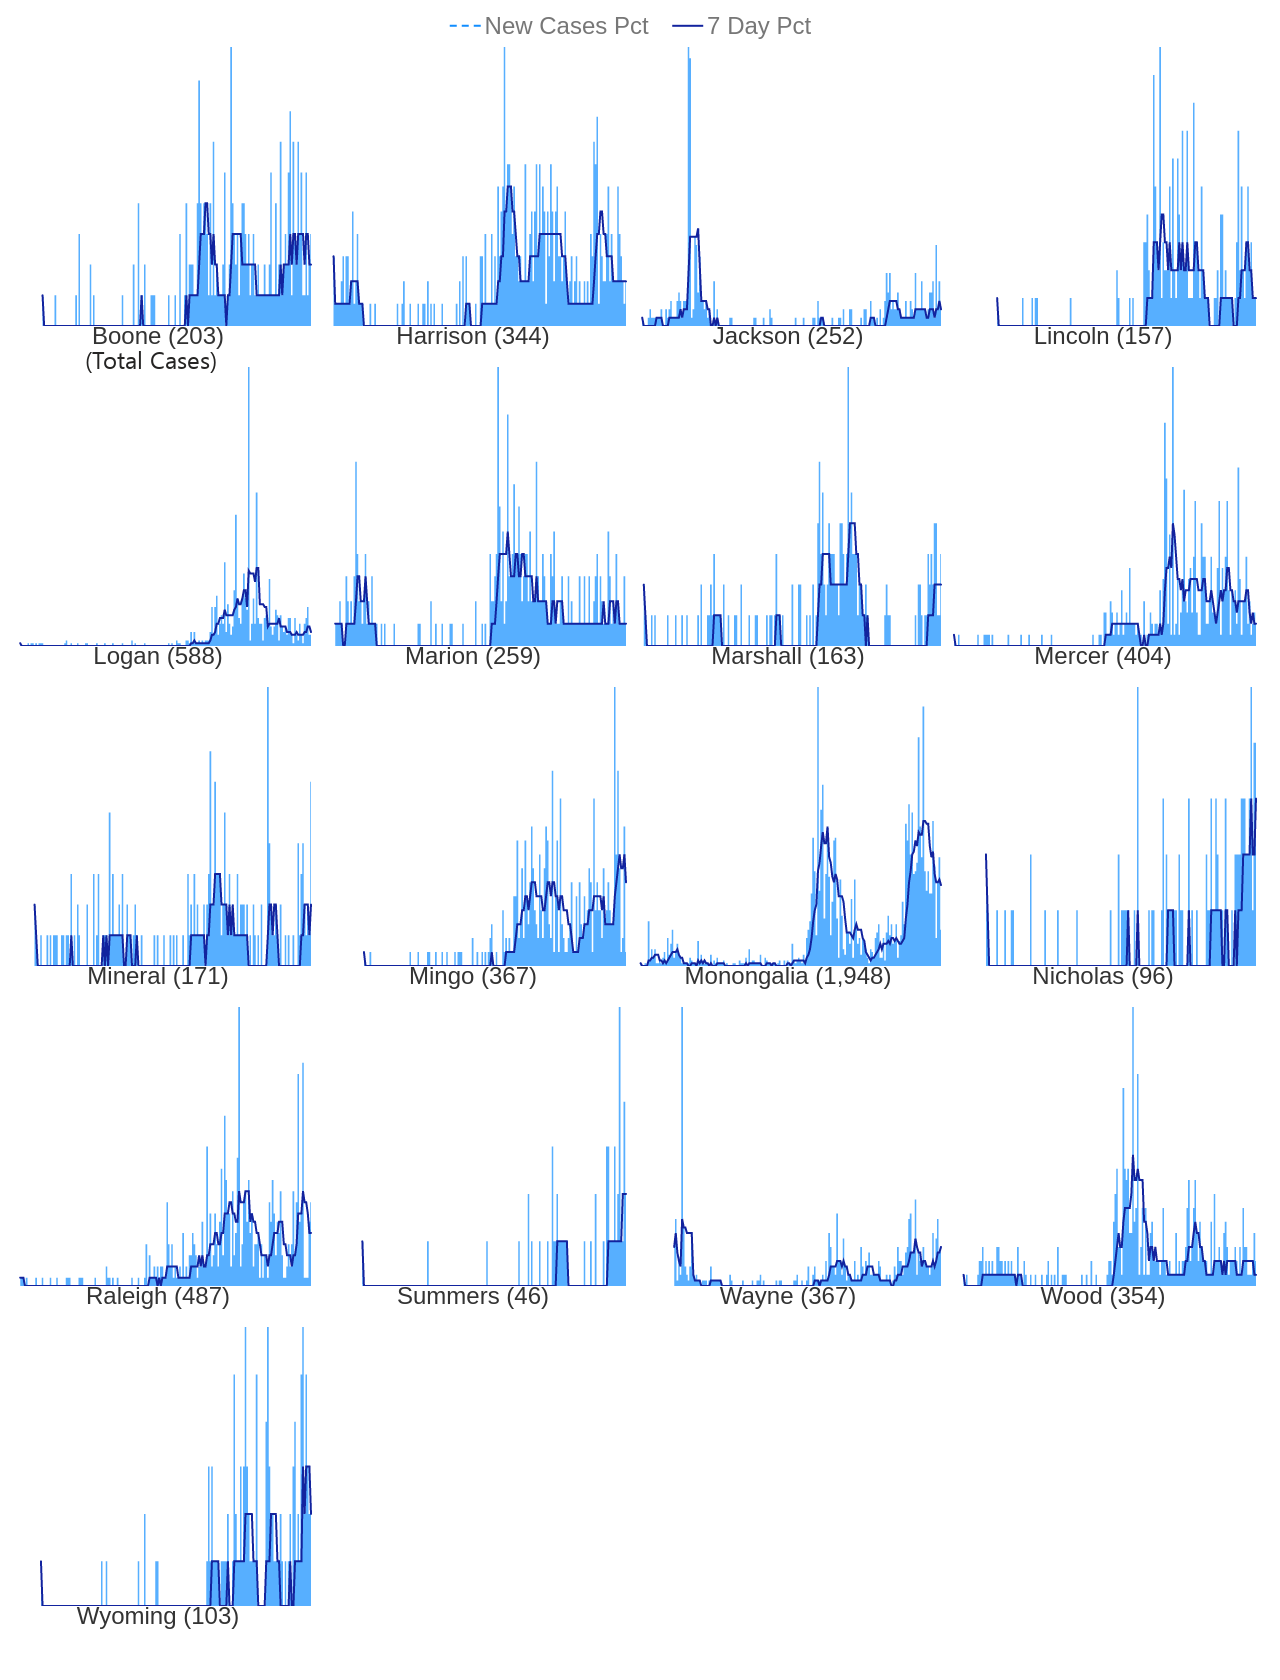 New Cases Pct 7 Day Pct
Boone (203) Harrison (344) Jackson (252) Lincoln (157)
(Total Cases)
Logan (588) Marion (259) Marshall (163) Mercer (404)
Mineral (171) Mingo (367) Monongalia (1,948) Nicholas (96)
Raleigh (487) Summers (46) Wayne (367) Wood (354)
Wyoming (103)